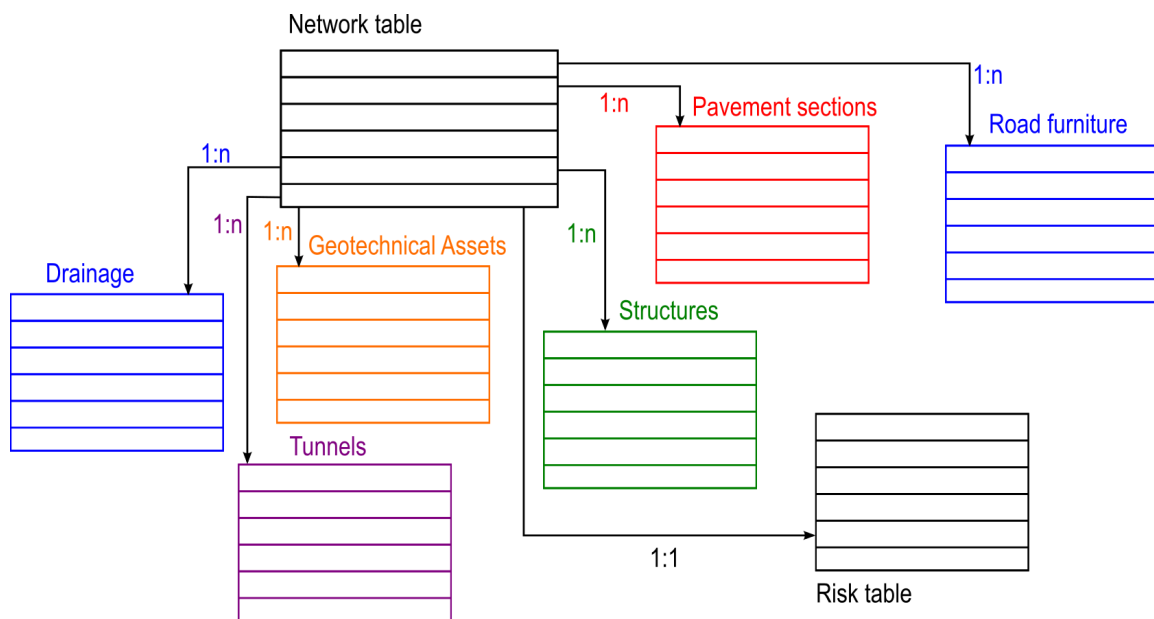 Network table
1:n
1:n
Pavement sections
Road furniture
1:n
1:n
1:n
Geotechnical Assets
1:n
Drainage
Structures
Tunnels
1:1
Risk table